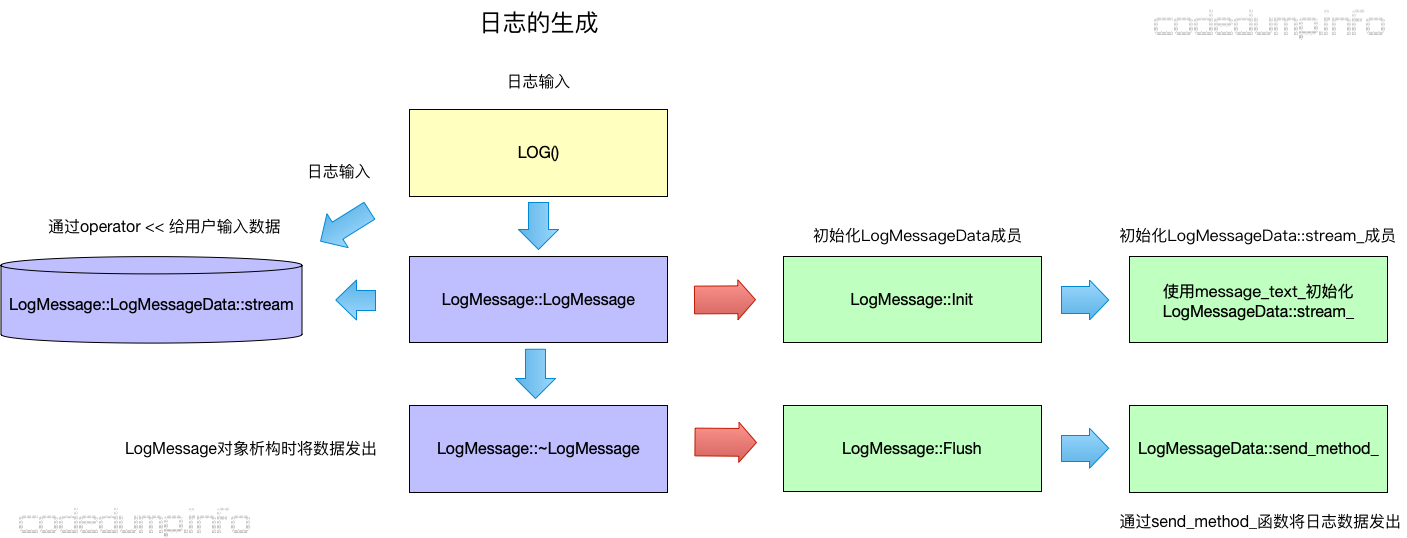 日志的生成
codedump.info
日志输入
LOG()
日志输入
通过operator << 给用户输入数据
初始化LogMessageData成员
初始化LogMessageData::stream_成员
LogMessage::LogMessageData::stream
LogMessage::LogMessage
LogMessage::Init
使用message_text_初始化
LogMessageData::stream_
LogMessage对象析构时将数据发出
LogMessage::~LogMessage
LogMessage::Flush
LogMessageData::send_method_
codedump.info
通过send_method_函数将日志数据发出